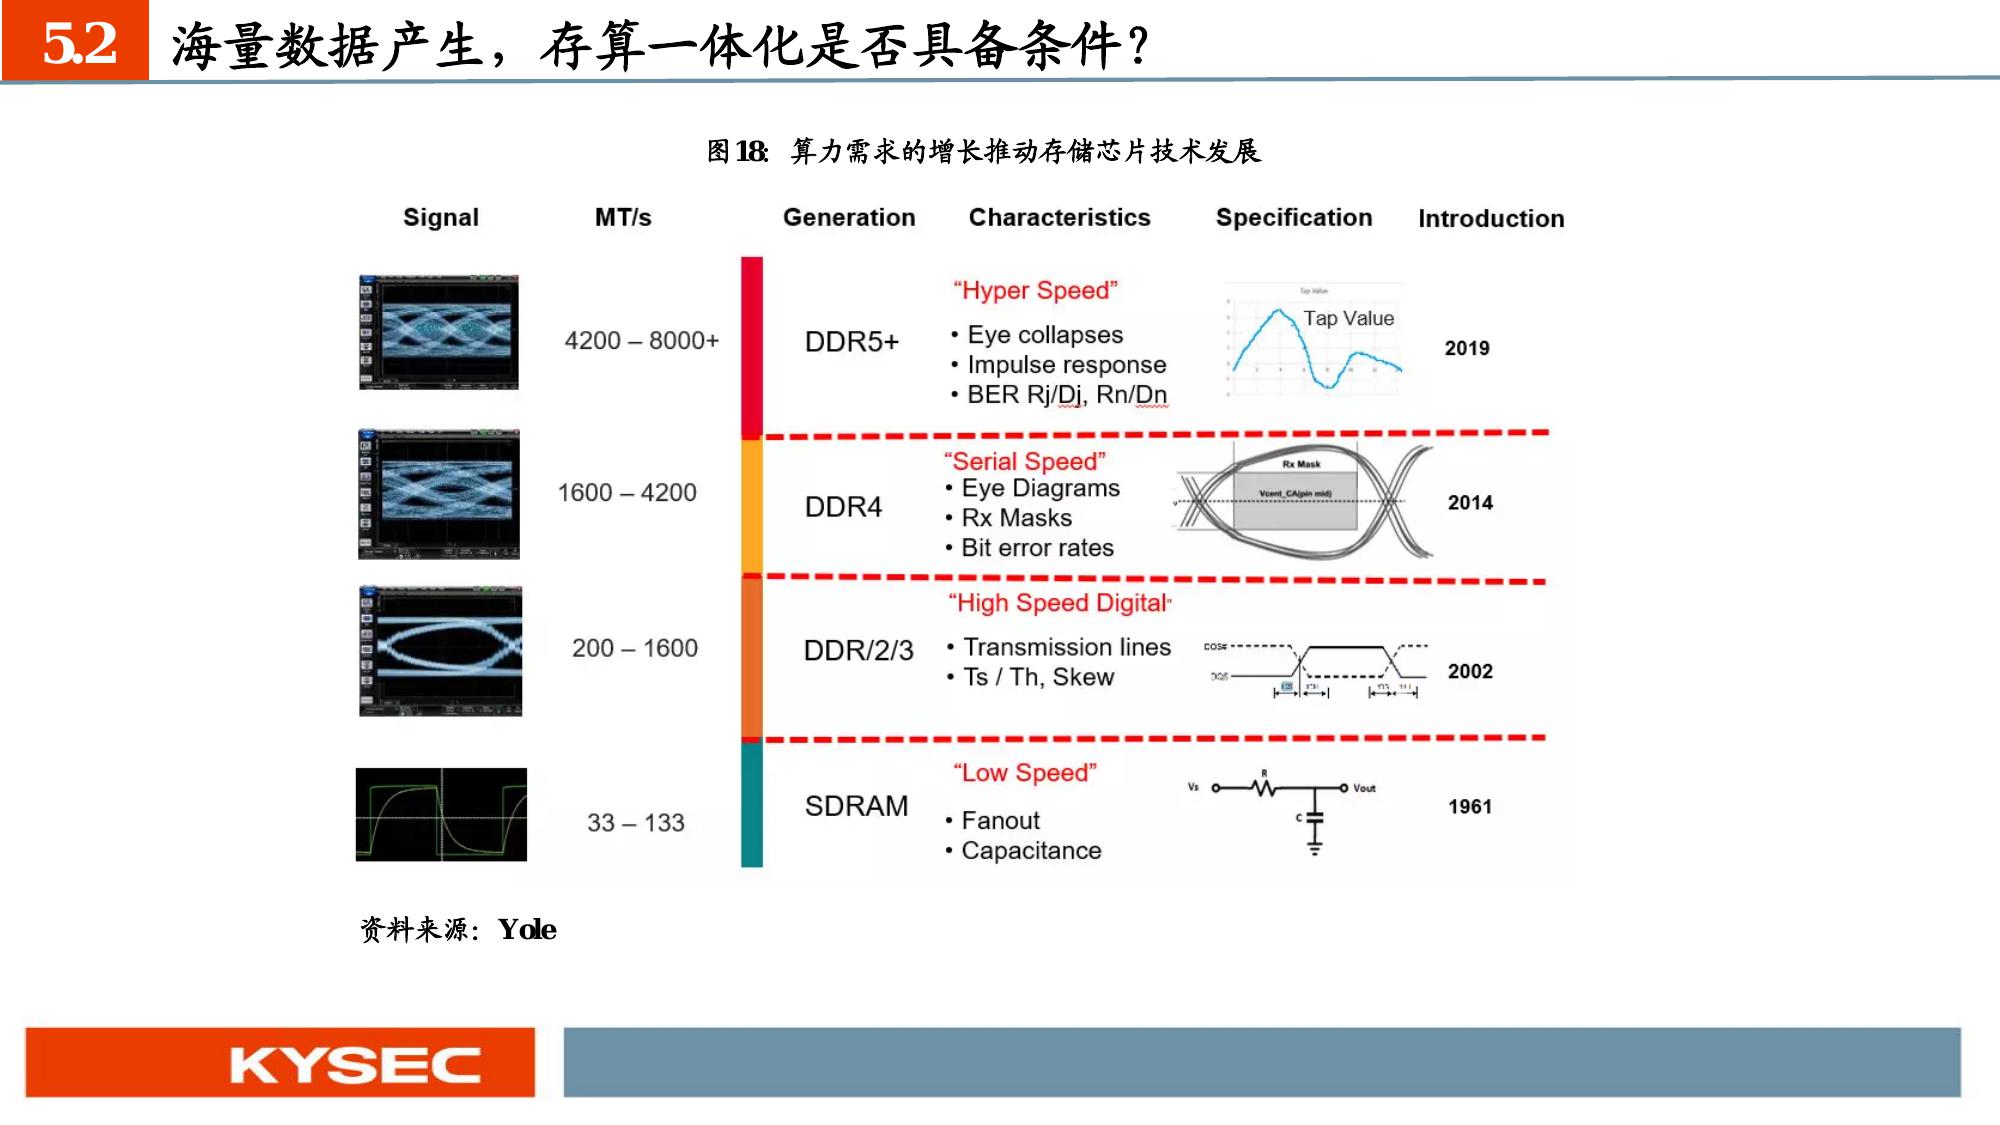 5.2
海量数据产生，存算一体化是否具备条件？
图18: 算力需求的增长推动存储芯片技术发展
Signal MT/s Generation Characteristics Specification Introduction
4200 – 8000+ DDR5+ 2019
“Hyper Speed”
• Eye collapses
• Impulse response
• BER Rj/Dj, Rn/Dn
Tap Value
Tap Value
1600 – 4200 DDR4 2014
“Serial Speed”
• Eye Diagrams
• Rx Masks
• Bit error rates
Rx Mask
Vcent_CA(pin mid)
200 – 1600 DDR/2/3 2002
“High Speed Digital”
• Transmission lines
• Ts / Th, Skew
33 – 133 SDRAM 1961
“Low Speed”
• Fanout
• Capacitance
Vs R Vout
C
资料来源：Yole
KYSEC